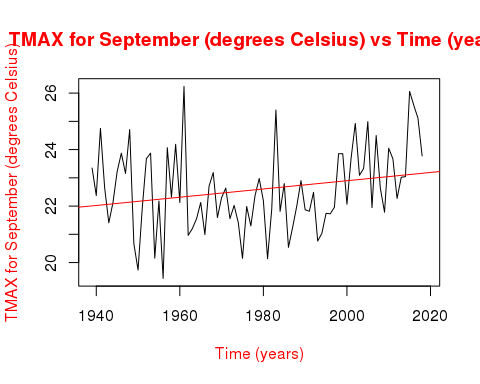 TMAX for September (degrees Celsius) vs Time (yea
TMAX for September (degrees Celsius)
26
24
22
20
1940 1960 1980 2000 2020
Time (years)